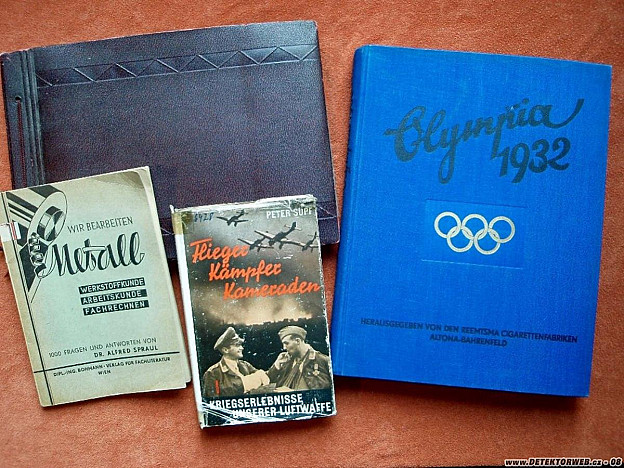 Olympia
1932
HERAUSGEGEBEN VON DEN REEMTSMA CIGARETTENFABRIKEN
ALTONA-BAHRENFELD
WIR BEARBEITEN
Metall
WERKSTOFFKUNDE
ARBEITSKUNDE
FACHRECHNEN
1000 FRAGEN UND ANTWORTEN VON
DR. ALFRED SPRAUL
DIPL.-ING. BOHMANN-VERLAG FÜR FACHLITERATUR
WIEN
PETER SUPF
Flieger
Kämpfer
Kameraden
KRIEGSERLEBNISSE
UNSERER LUFTWAFFE
www.DETEKTORWEB.cz - 08